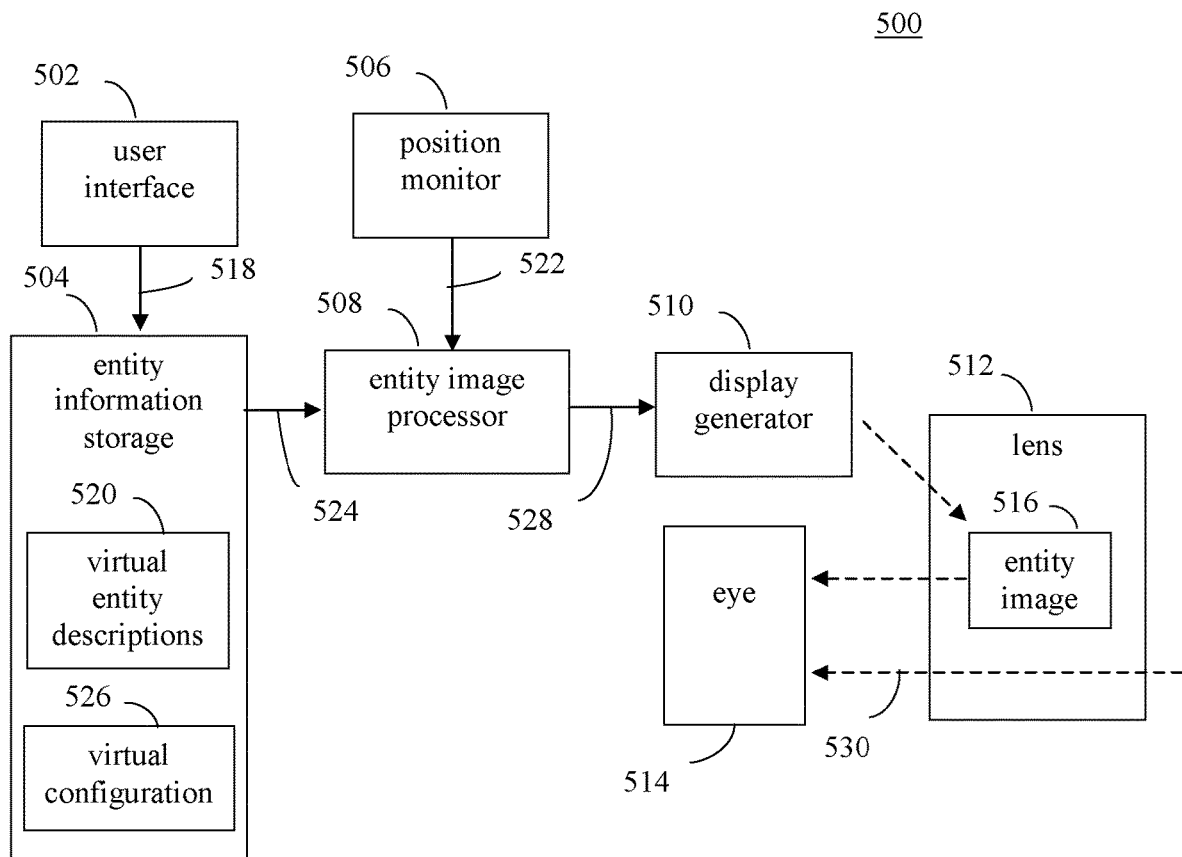 500
502
506
user
interface
position
monitor
504
518
522
508
510
512
entity
information
storage
entity image
processor
display
generator
lens
524
528
520
516
virtual
entity
descriptions
eye
entity
image
526
virtual
configuration
514
530